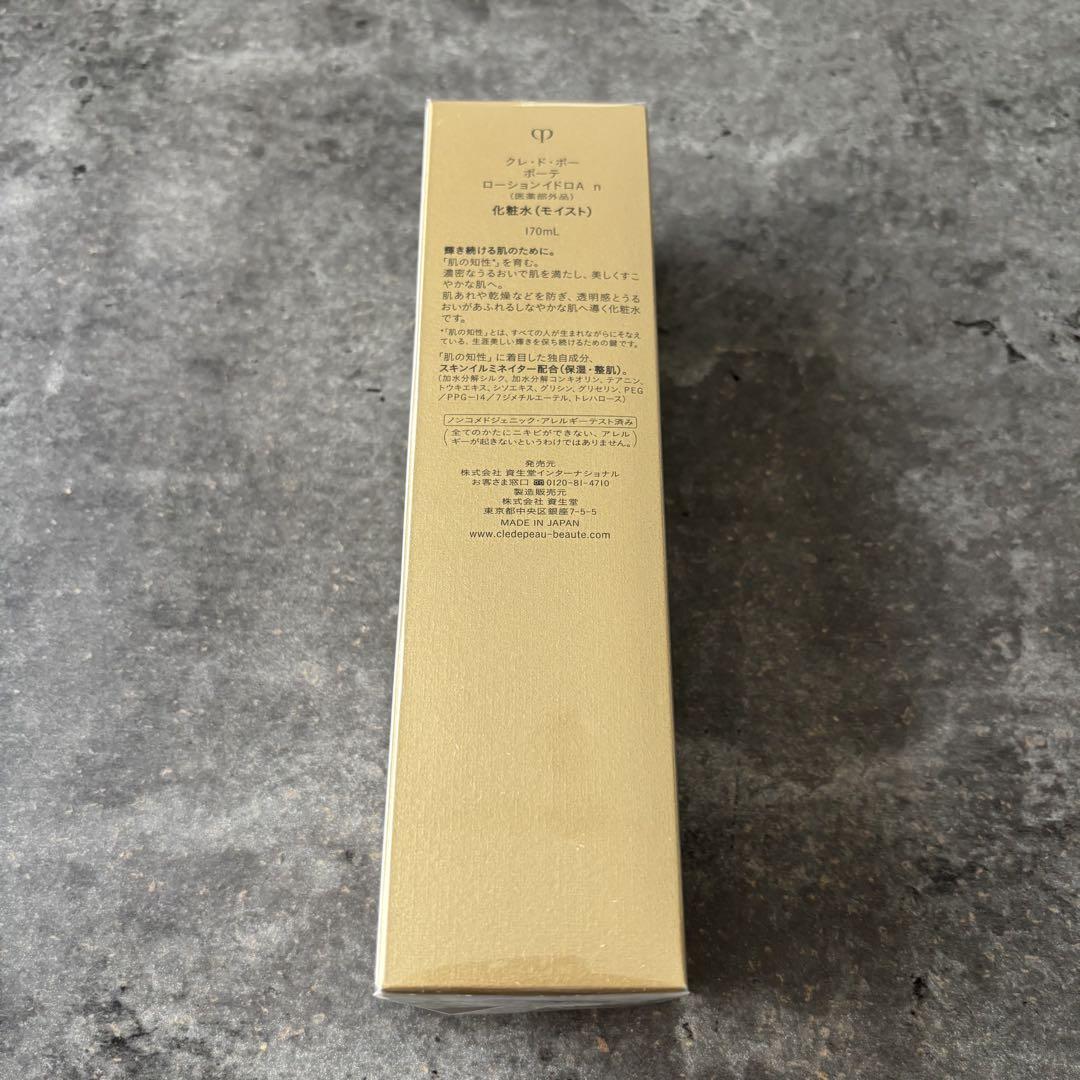 クレ・ド・ポー
ボーテ
ローションイドロA n
(医薬部外品)
化粧水(モイスト)
170mL
輝き続ける肌のために。
「肌の知性*」を育む。
濃密なうるおいで肌を満たし、美しくすこ
やかな肌へ。
肌あれや乾燥などを防ぎ、透明感とうる
おいがあふれるしなやかな肌へ導く化粧水
です。
*「肌の知性」とは、すべての人が生まれながらにそなえ
ている、生涯美しい輝きを保ち続けるための鍵です。
「肌の知性」に着目した独自成分、
スキンイルミネイター配合(保湿・整肌)。
(加水分解シルク、加水分解コンキオリン、テアニン、
トウキエキス、シソエキス、グリシン、グリセリン、PEG
/PPG-14/7ジメチルエーテル、トレハロース)
ノンコメドジェニック・アレルギーテスト済み
(全てのかたにニキビができない、アレル
ギーが起きないというわけではありません。)
発売元
株式会社 資生堂インターナショナル
お客さま窓口 0120-81-4710
製造販売元
株式会社 資生堂
東京都中央区銀座7-5-5
MADE IN JAPAN
www.cledepeau-beaute.com